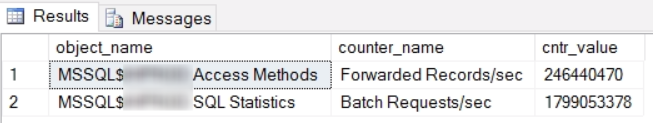 Results Messages
object_name counter_name cntr_value
1 MSSQL$ Access Methods Forwarded Records/sec 246440470
2 MSSQL$ SQL Statistics Batch Requests/sec 1799053378